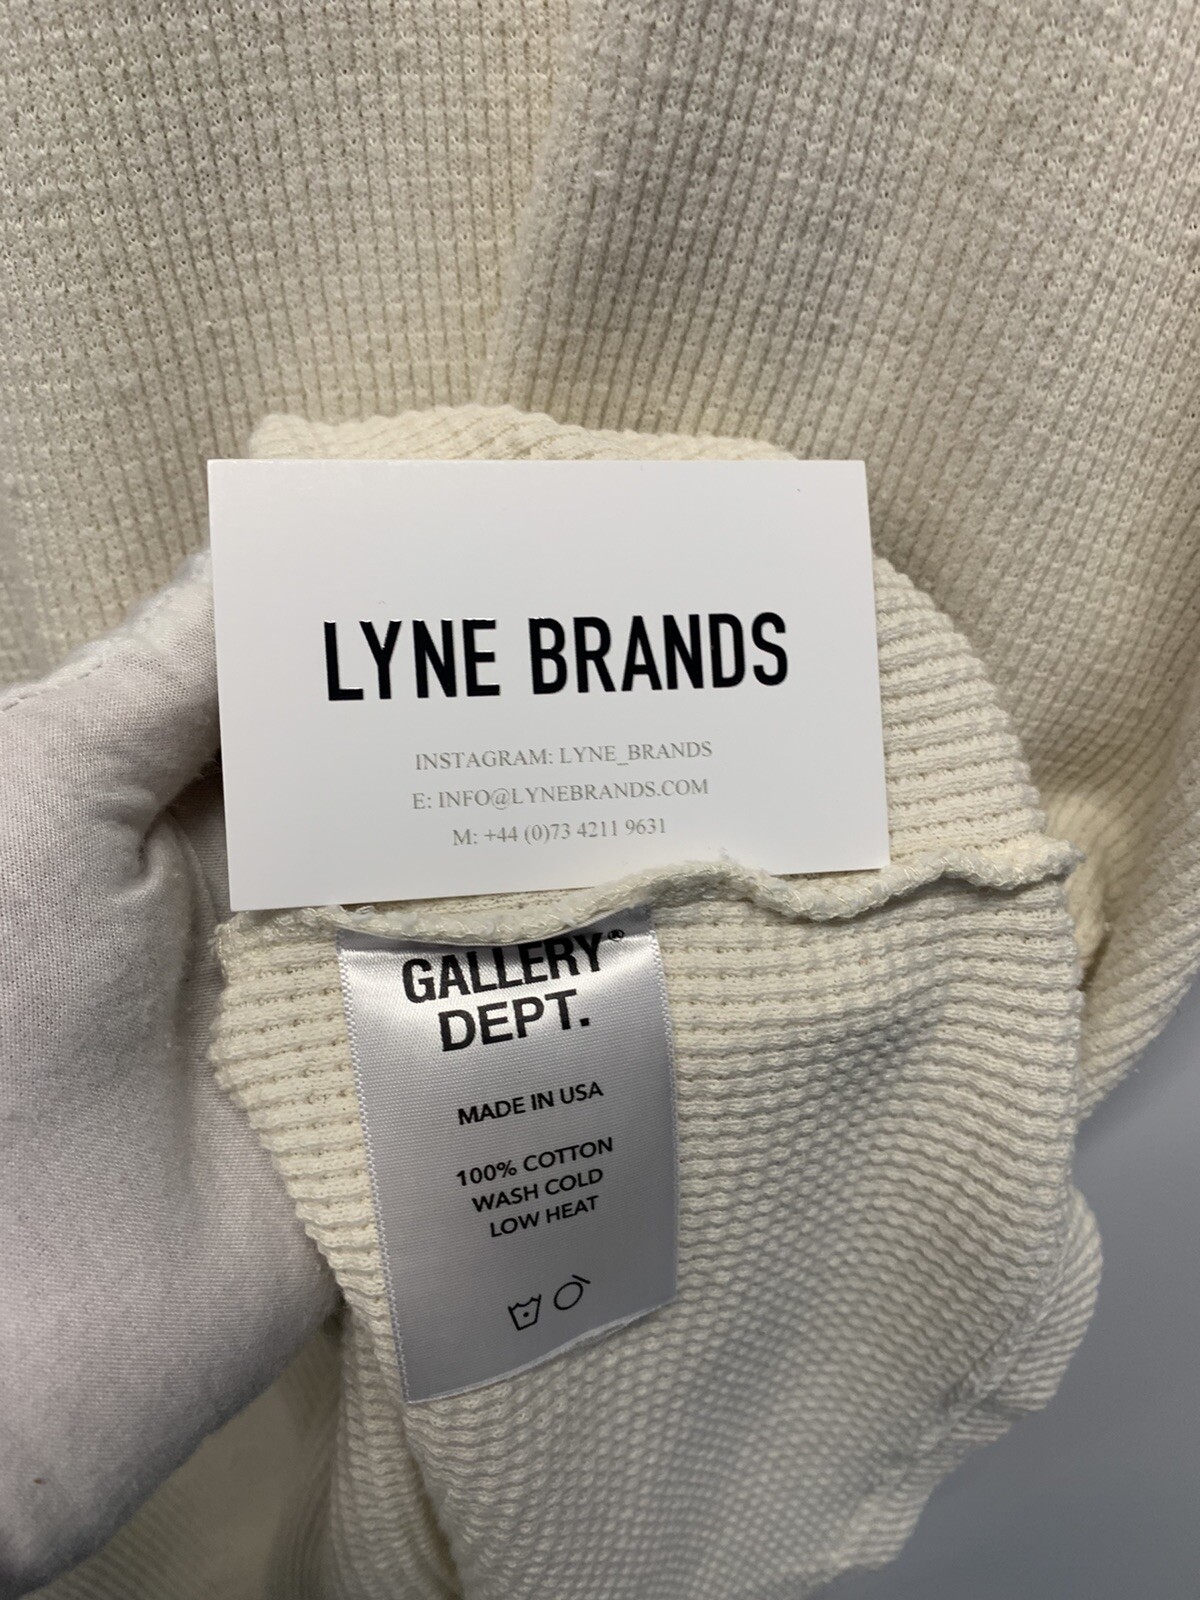 LYNE BRANDS
INSTAGRAM: LYNE_BRANDS
E: INFO@LYNEBRANDS.COM
M: +44 (0)73 4211 9631
GALLERY®
DEPT.
MADE IN USA
100% COTTON
WASH COLD
LOW HEAT